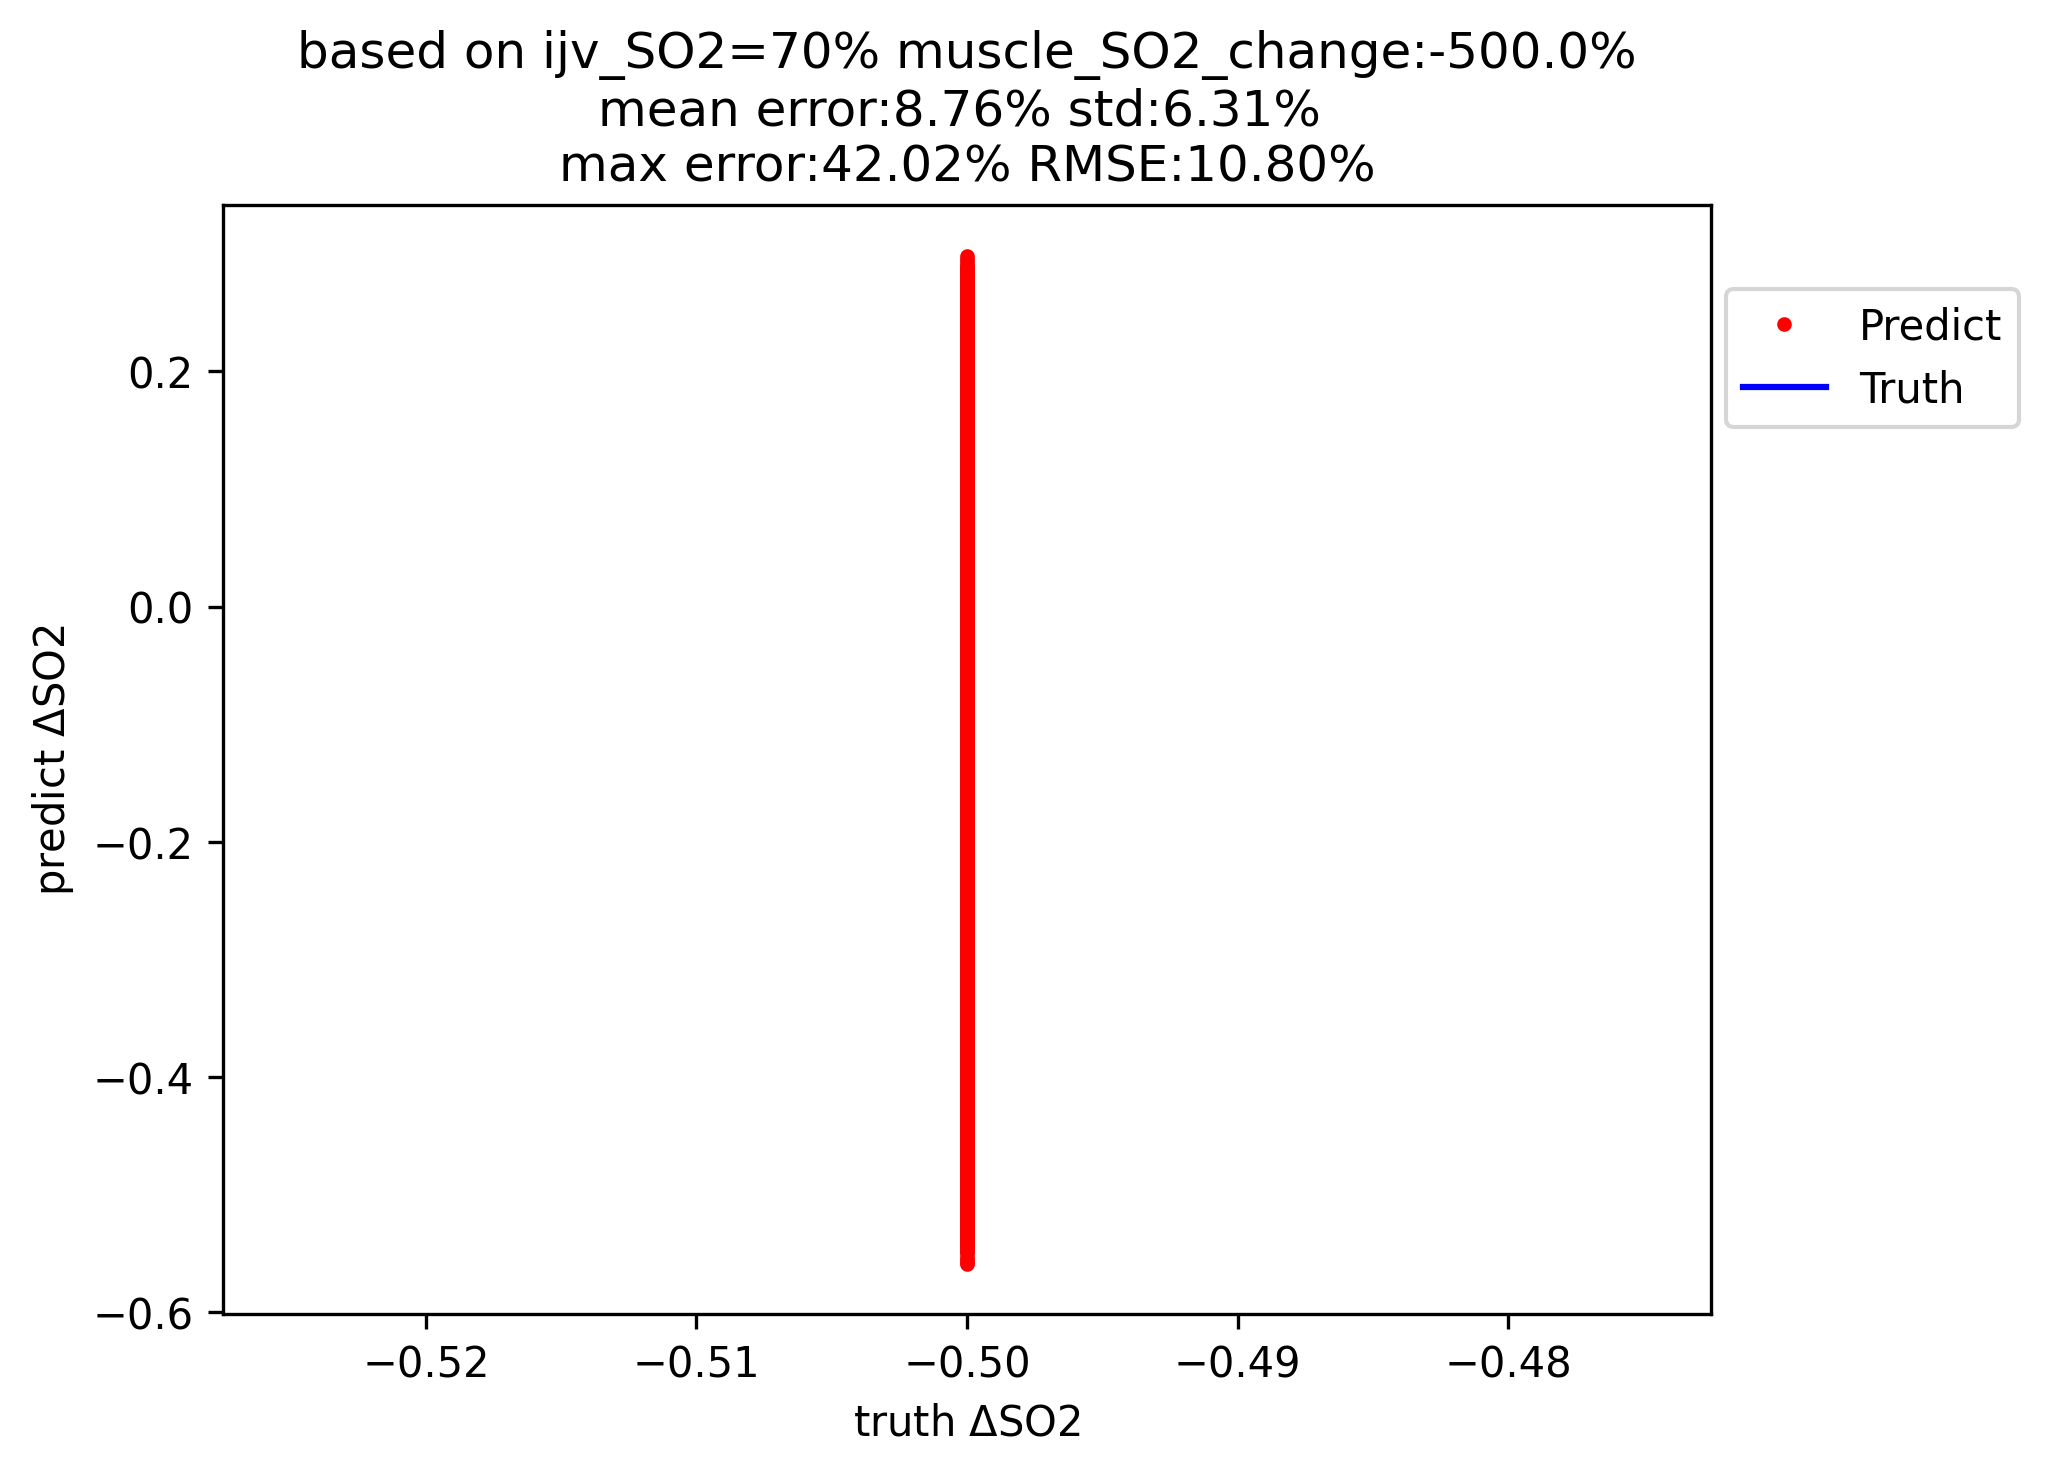 based on ijv_SO2=70% muscle_SO2_change:-500.0%
mean error:8.76% std:6.31%
max error:42.02% RMSE:10.80%
Predict
Truth
predict ΔSO2
0.2
0.0
−0.2
−0.4
−0.6
−0.52
−0.51
−0.50
−0.49
−0.48
truth ΔSO2